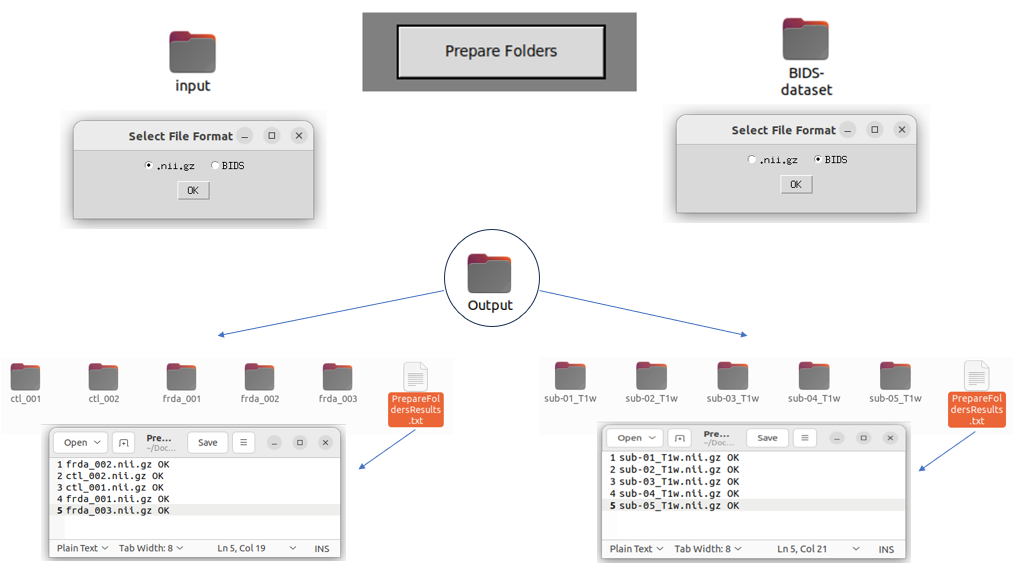 Prepare Folders
input
BIDS-
dataset
Select File Format
.nii.gz BIDS
OK
Select File Format
.nii.gz BIDS
OK
Output
ctl_001 ctl_002 frda_001 frda_002 frda_003 PrepareFol
dersResults
.txt
sub-01_T1w sub-02_T1w sub-03_T1w sub-04_T1w sub-05_T1w PrepareFol
dersResults
.txt
Open Pre... Save
~/Doc...
1 frda_002.nii.gz OK
2 ctl_002.nii.gz OK
3 ctl_001.nii.gz OK
4 frda_001.nii.gz OK
5 frda_003.nii.gz OK
Plain Text Tab Width: 8 Ln 5, Col 19 INS
Open Pre... Save
~/Doc...
1 sub-01_T1w.nii.gz OK
2 sub-02_T1w.nii.gz OK
3 sub-03_T1w.nii.gz OK
4 sub-04_T1w.nii.gz OK
5 sub-05_T1w.nii.gz OK
Plain Text Tab Width: 8 Ln 5, Col 21 INS